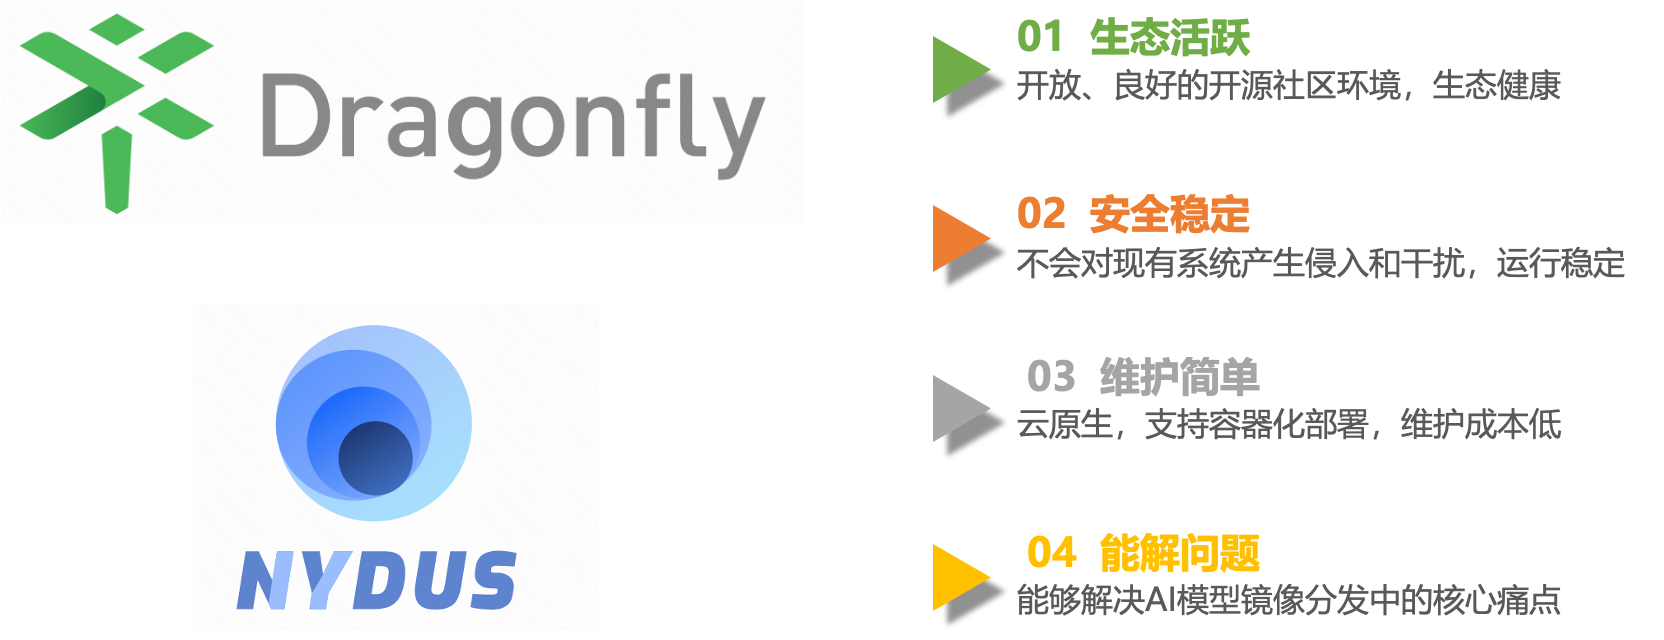 Dragonfly
NYDUS
01 生态活跃
开放、良好的开源社区环境，生态健康
02 安全稳定
不会对现有系统产生侵入和干扰，运行稳定
03 维护简单
云原生，支持容器化部署，维护成本低
04 能解问题
能够解决AI模型镜像分发中的核心痛点